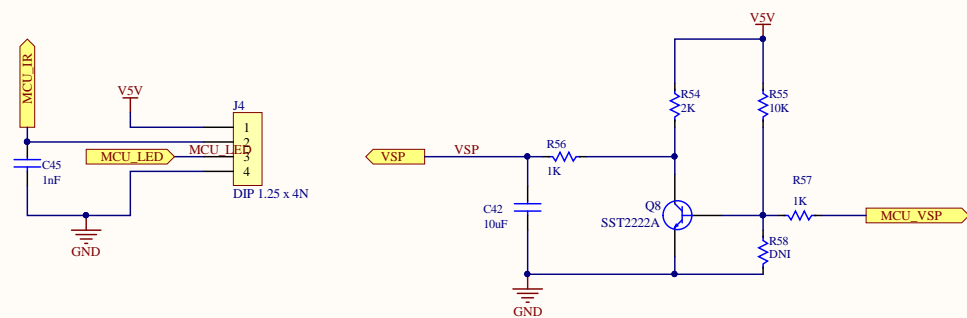 MCU_IR
C45
1nF
GND
V5V
MCU_LED
MCU_LED
J4
1
2
3
4
DIP 1.25 x 4N
VSP
VSP
R56
1K
C42
10uF
GND
V5V
R54
2K
R55
10K
Q8
SST2222A
R57
1K
MCU_VSP
R58
DNI